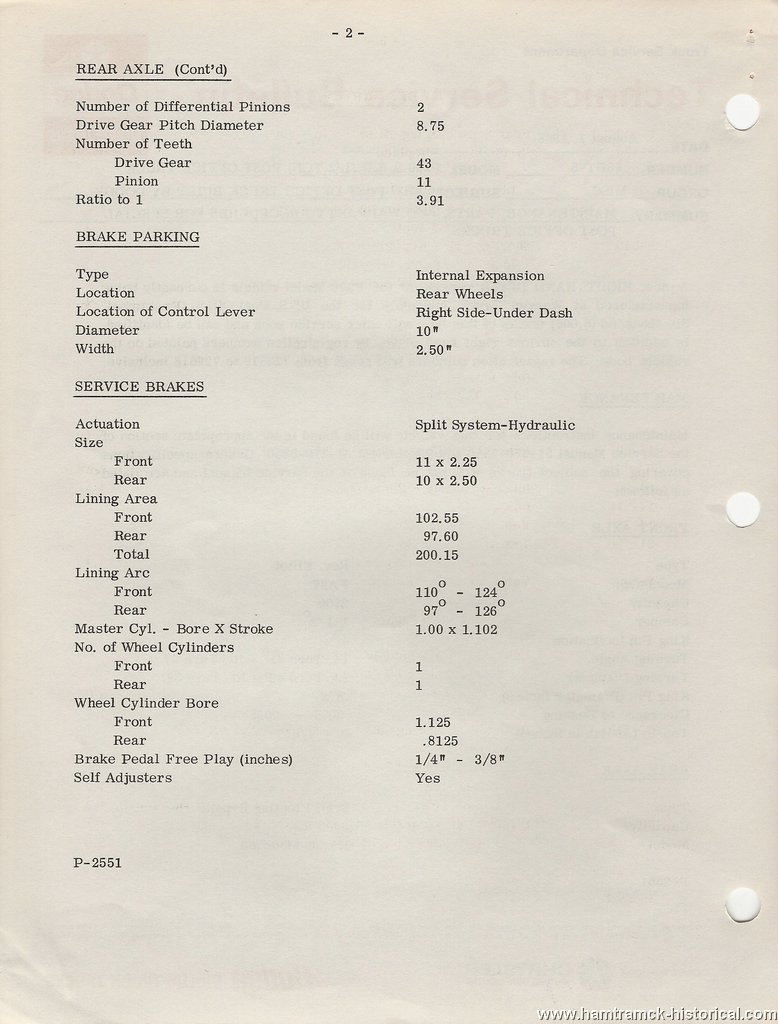 - 2 -
REAR AXLE (Cont'd)
Number of Differential Pinions 2
Drive Gear Pitch Diameter 8.75
Number of Teeth
Drive Gear 43
Pinion 11
Ratio to 1 3.91
BRAKE PARKING
Type Internal Expansion
Location Rear Wheels
Location of Control Lever Right Side-Under Dash
Diameter 10"
Width 2.50"
SERVICE BRAKES
Actuation Split System-Hydraulic
Size
Front 11 x 2.25
Rear 10 x 2.50
Lining Area
Front 102.55
Rear 97.60
Total 200.15
Lining Arc
Front 110° - 124°
Rear 97° - 126°
Master Cyl. - Bore X Stroke 1.00 x 1.102
No. of Wheel Cylinders
Front 1
Rear 1
Wheel Cylinder Bore
Front 1.125
Rear .8125
Brake Pedal Free Play (inches) 1/4" - 3/8"
Self Adjusters Yes
P-2551
www.hamtramck-historical.com